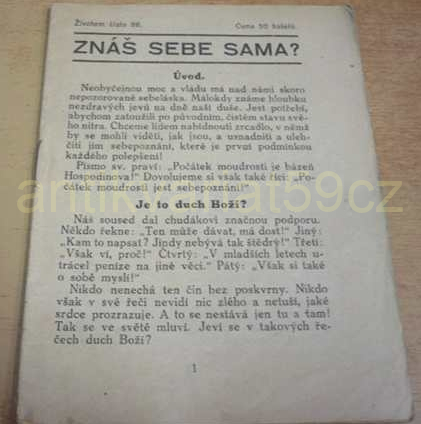 Životem číslo 86. Cena 50 haléřů.
ZNÁŠ SEBE SAMA?
Úvod.
Neobyčejnou moc a vládu má nad námi skoro
nepozorovaně sebeláska. Málokdy známe hloubku
nezdravých jevů na dně naší duše. Jest potřebí,
abychom zatoužili po původním, čistém stavu svého
nitra. Chceme lidem nabídnouti zrcadlo, v němž
by se mohli viděti, jak jsou, a usnadniti a uleh-
čiti jim sebepoznání, které je první podmínkou
každého polepšení!
Písmo sv. praví: „Počátek moudrosti je bázeň
Hospodinova!" Dovolujeme si však také říci: „Po-
čátek moudrosti jest sebepoznání!"
Je to duch Boží?
Náš soused dal chuďákovi značnou podporu.
Někdo řekne: „Ten může dávat, má dost!" Jiný:
„Kam to napsat? Jindy nebývá tak štědrý!" Třetí:
„Však ví, proč!" Čtvrtý: „V mladších letech u-
trácel peníze na jiné věci." Pátý: „Však si také
o sobě myslí!"
Nikdo nenechá ten čin bez poskvrny. Nikdo
však v své řeči nevidí nic zlého a netuší, jaké
srdce prozrazuje. A to se nestává jen tu a tam!
Tak se ve světě mluví. Jeví se v takových ře-
čech duch Boží?
1